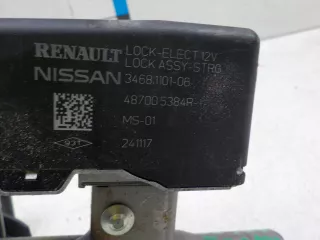 RENAULT LOCK-ELECT 12V
NISSAN LOCK ASSY-STRG
34681101-06
48700 5384R
MS-01
241117